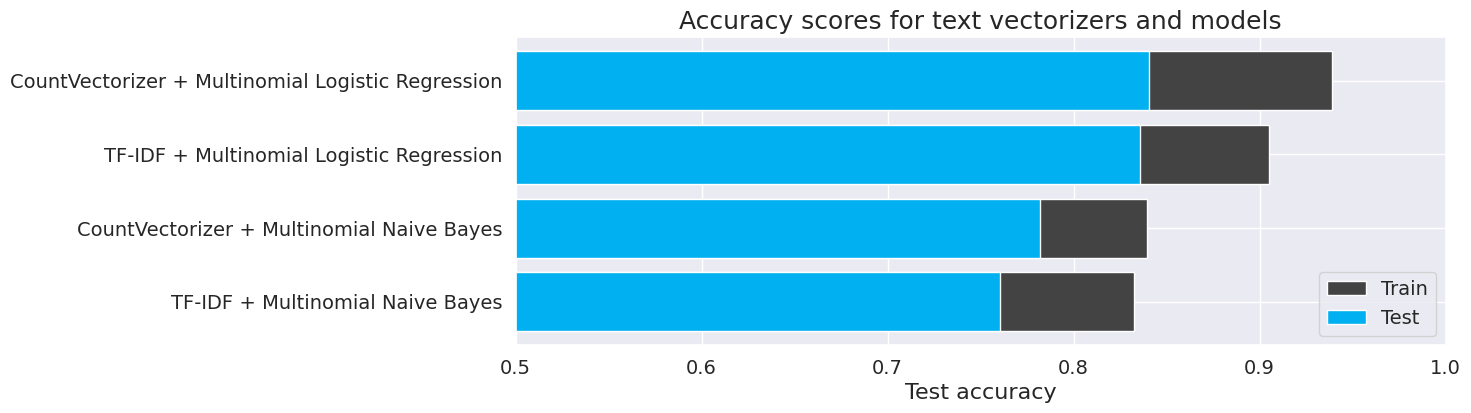 Accuracy scores for text vectorizers and models
CountVectorizer + Multinomial Logistic Regression
TF-IDF + Multinomial Logistic Regression
CountVectorizer + Multinomial Naive Bayes
TF-IDF + Multinomial Naive Bayes
Train
Test
0.5 0.6 0.7 0.8 0.9 1.0
Test accuracy